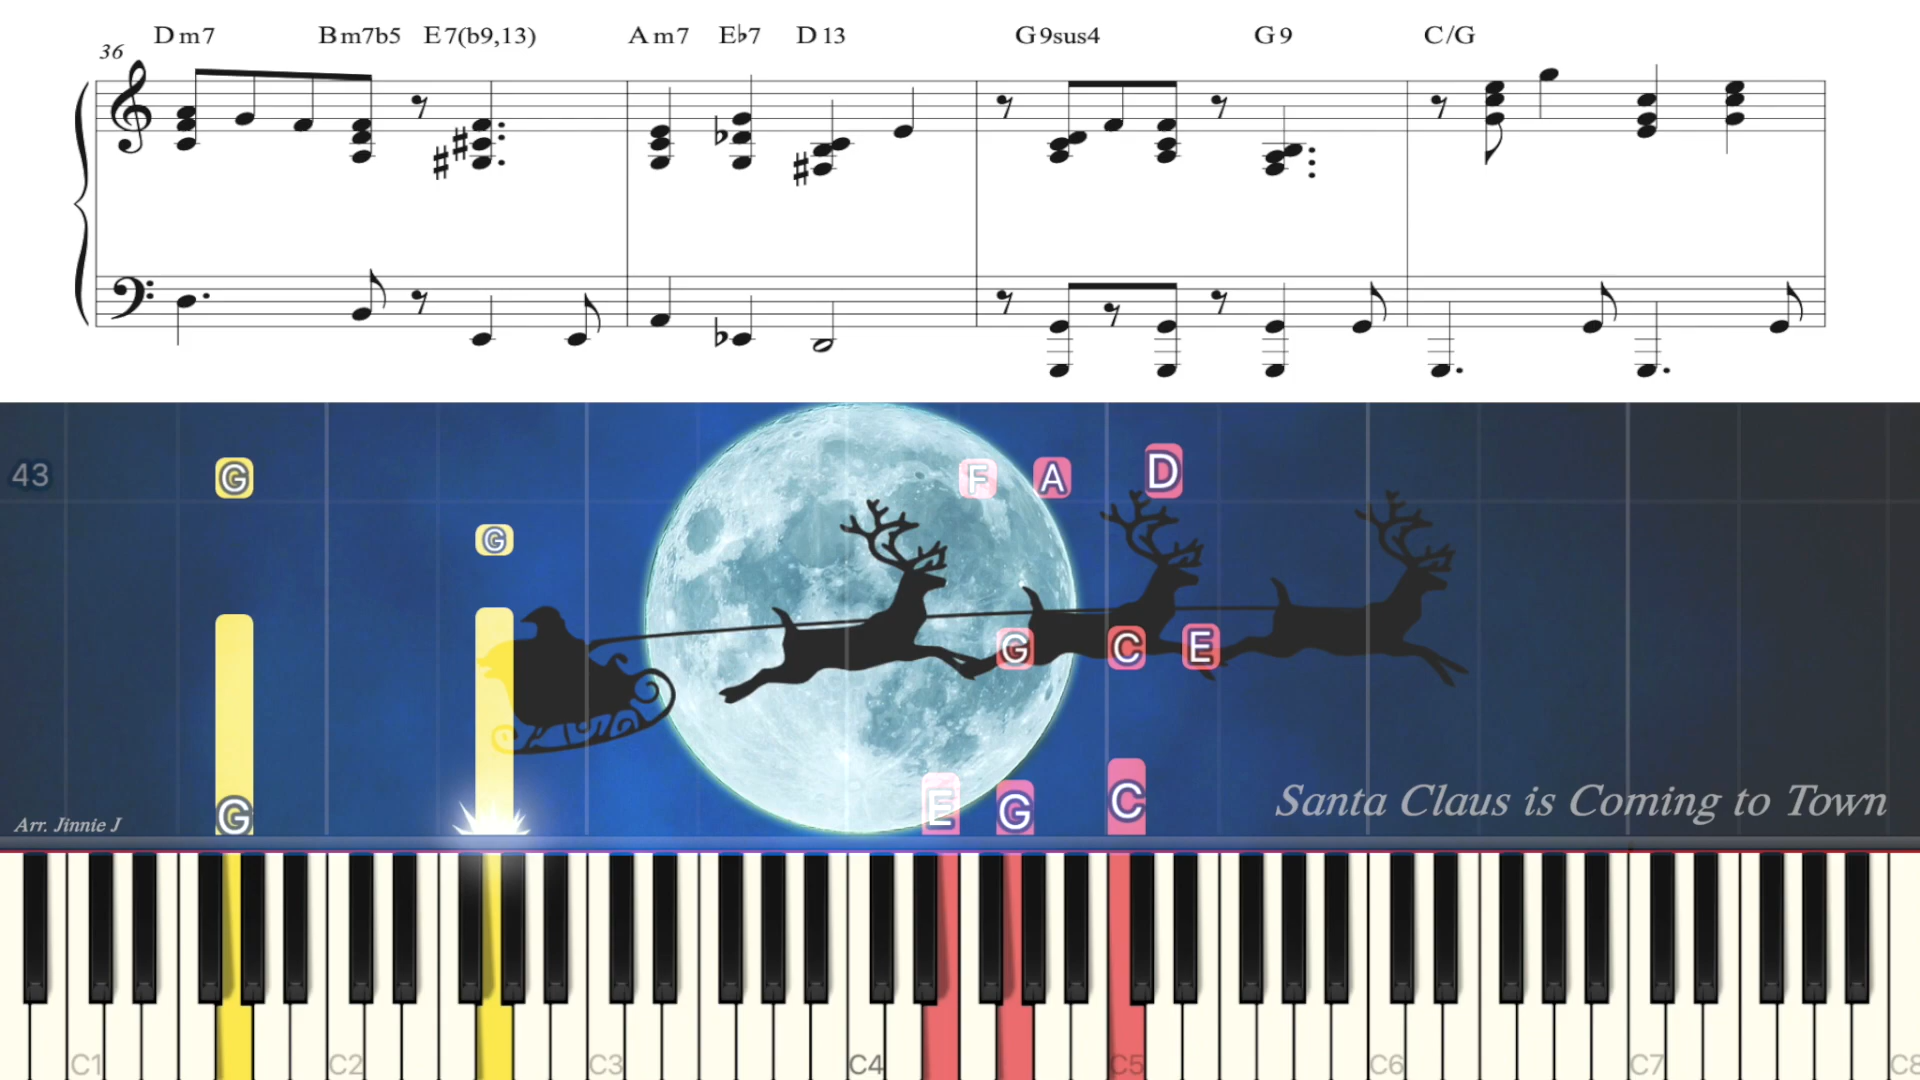 Dm7 Bm7b5 E7(b9,13) Am7 E♭7 D13 G9sus4 G9 C/G
36
43 G F A D
G
G C E
G E G C
Santa Claus is Coming to Town
Arr. Jinnie J
C1 C2 C3 C4 C5 C6 C7 C8